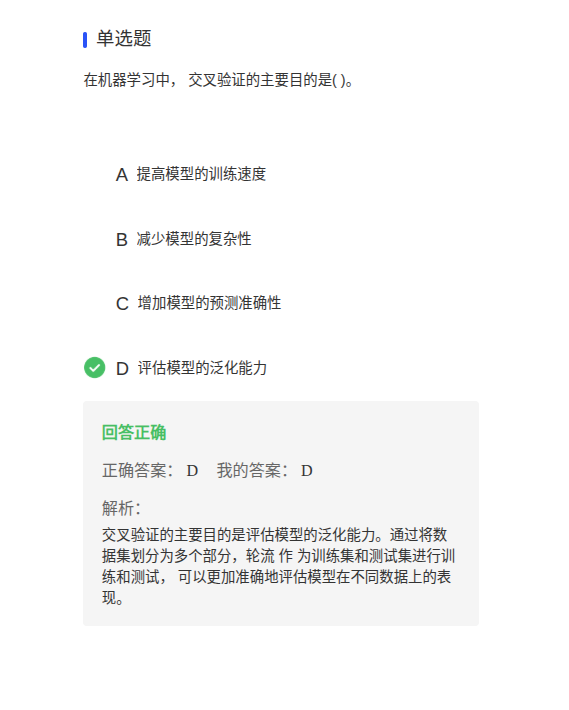 单选题
在机器学习中， 交叉验证的主要目的是( )。
A 提高模型的训练速度
B 减少模型的复杂性
C 增加模型的预测准确性
D 评估模型的泛化能力
回答正确
正确答案： D 我的答案： D
解析：
交叉验证的主要目的是评估模型的泛化能力。通过将数
据集划分为多个部分，轮流 作 为训练集和测试集进行训
练和测试， 可以更加准确地评估模型在不同数据上的表
现。